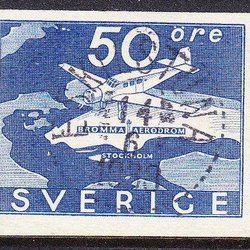 50 öre
BROMMA AERODROM
STOCKHOLM
SVERIGE